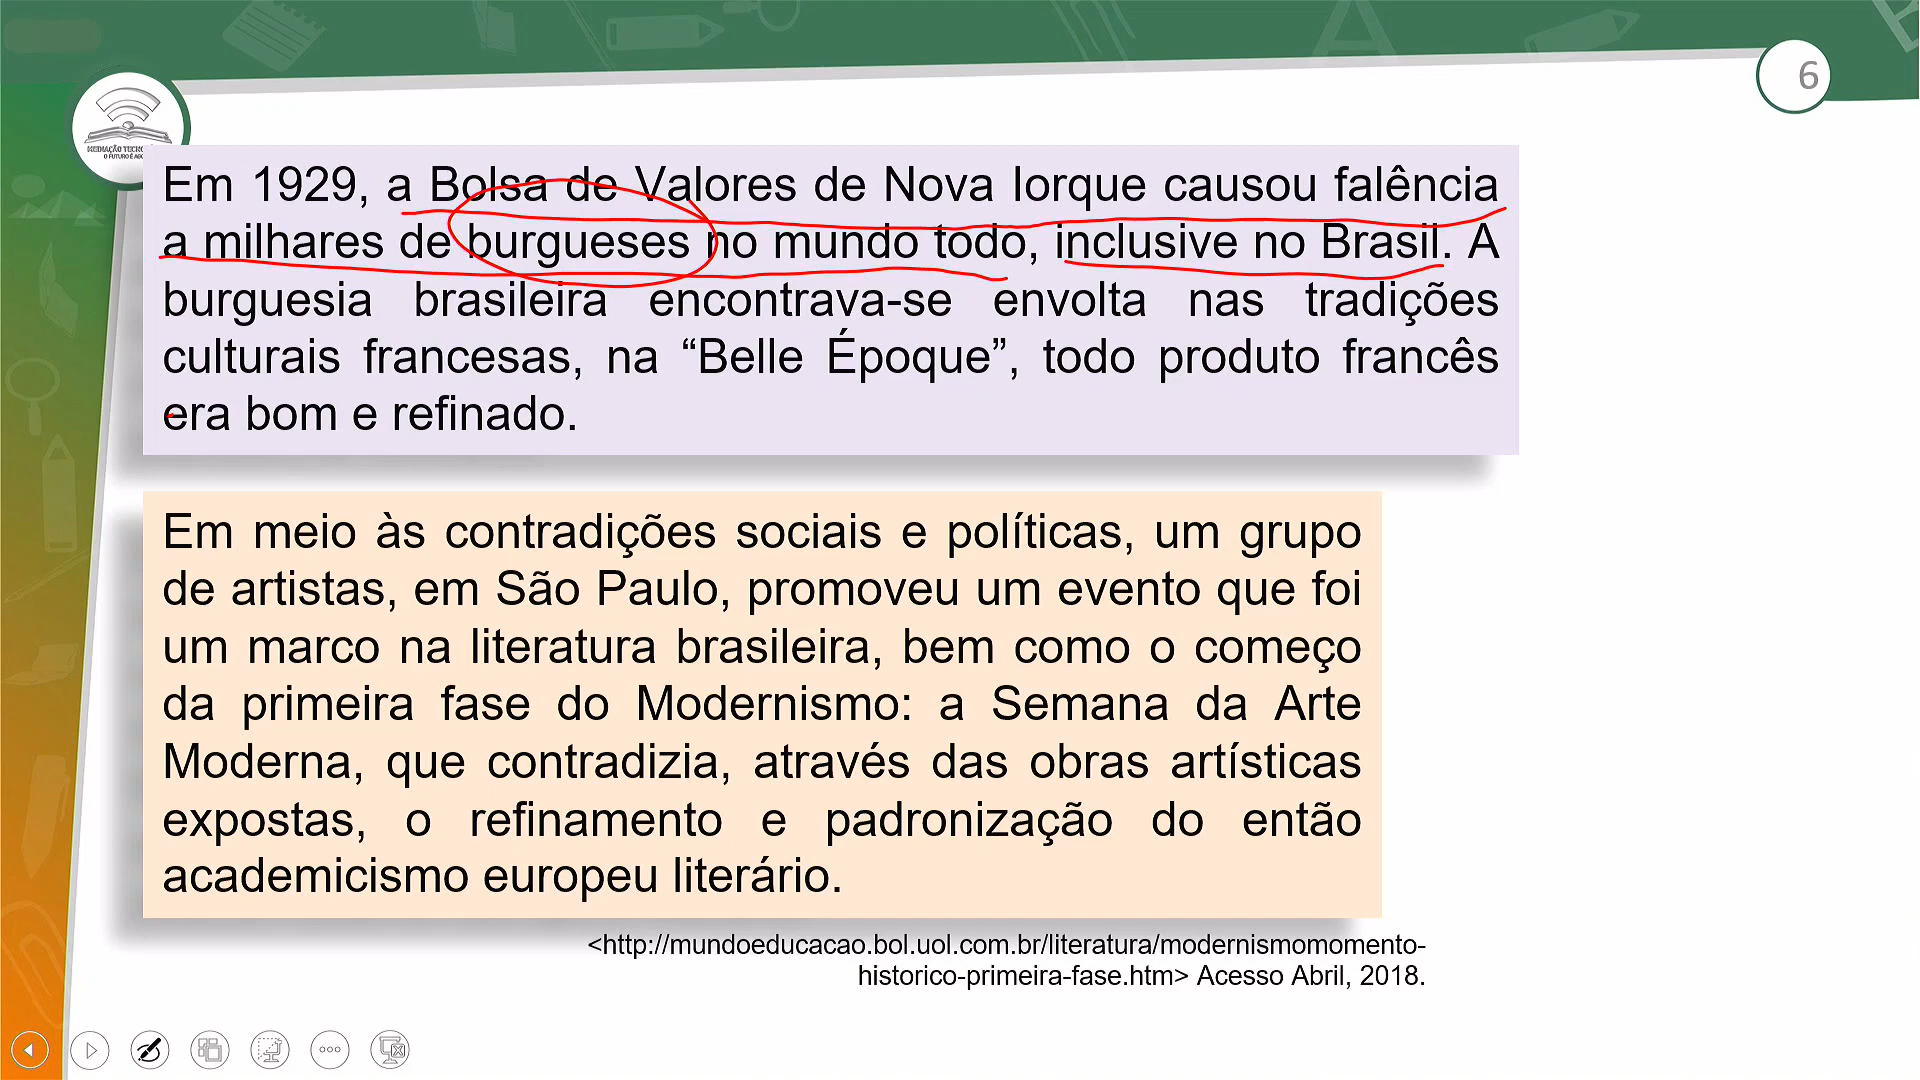 6
Em 1929, a Bolsa de Valores de Nova Iorque causou falência
a milhares de burgueses no mundo todo, inclusive no Brasil. A
burguesia brasileira encontrava-se envolta nas tradições
culturais francesas, na “Belle Époque”, todo produto francês
era bom e refinado.
Em meio às contradições sociais e políticas, um grupo
de artistas, em São Paulo, promoveu um evento que foi
um marco na literatura brasileira, bem como o começo
da primeira fase do Modernismo: a Semana da Arte
Moderna, que contradizia, através das obras artísticas
expostas, o refinamento e padronização do então
academicismo europeu literário.
<http://mundoeducacao.bol.uol.com.br/literatura/modernismomomento-
historico-primeira-fase.htm> Acesso Abril, 2018.